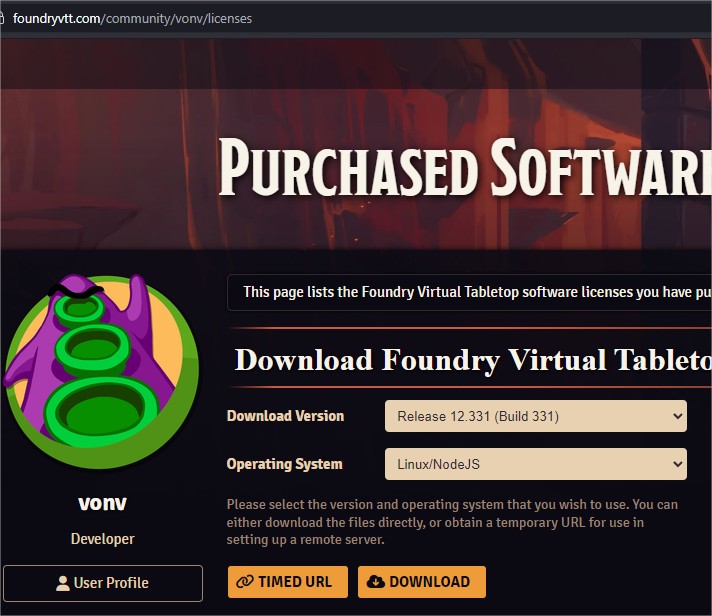 foundryvtt.com/community/vonv/licenses
PURCHASED SOFTWAR
This page lists the Foundry Virtual Tabletop software licenses you have pu
Download Foundry Virtual Tableto
Download Version
Release 12.331 (Build 331)
Operating System
Linux/NodeJS
Please select the version and operating system that you wish to use. You can
either download the files directly, or obtain a temporary URL for use in
setting up a remote server.
TIMED URL
DOWNLOAD
vonv
Developer
User Profile